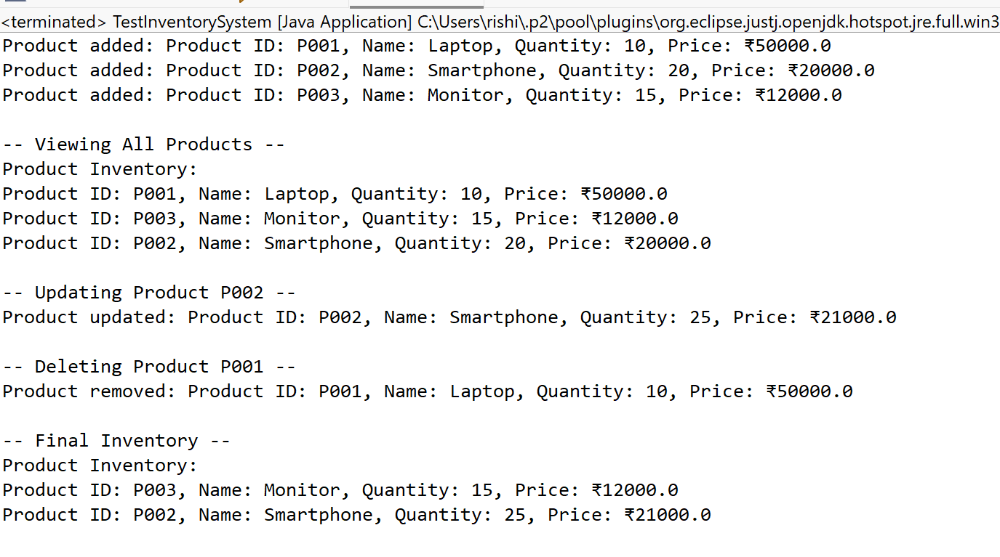 <terminated> TestInventorySystem [Java Application] C:\Users\rishi\.p2\pool\plugins\org.eclipse.justj.openjdk.hotspot.jre.full.win3
Product added: Product ID: P001, Name: Laptop, Quantity: 10, Price: ₹50000.0
Product added: Product ID: P002, Name: Smartphone, Quantity: 20, Price: ₹20000.0
Product added: Product ID: P003, Name: Monitor, Quantity: 15, Price: ₹12000.0
-- Viewing All Products --
Product Inventory:
Product ID: P001, Name: Laptop, Quantity: 10, Price: ₹50000.0
Product ID: P003, Name: Monitor, Quantity: 15, Price: ₹12000.0
Product ID: P002, Name: Smartphone, Quantity: 20, Price: ₹20000.0
-- Updating Product P002 --
Product updated: Product ID: P002, Name: Smartphone, Quantity: 25, Price: ₹21000.0
-- Deleting Product P001 --
Product removed: Product ID: P001, Name: Laptop, Quantity: 10, Price: ₹50000.0
-- Final Inventory --
Product Inventory:
Product ID: P003, Name: Monitor, Quantity: 15, Price: ₹12000.0
Product ID: P002, Name: Smartphone, Quantity: 25, Price: ₹21000.0